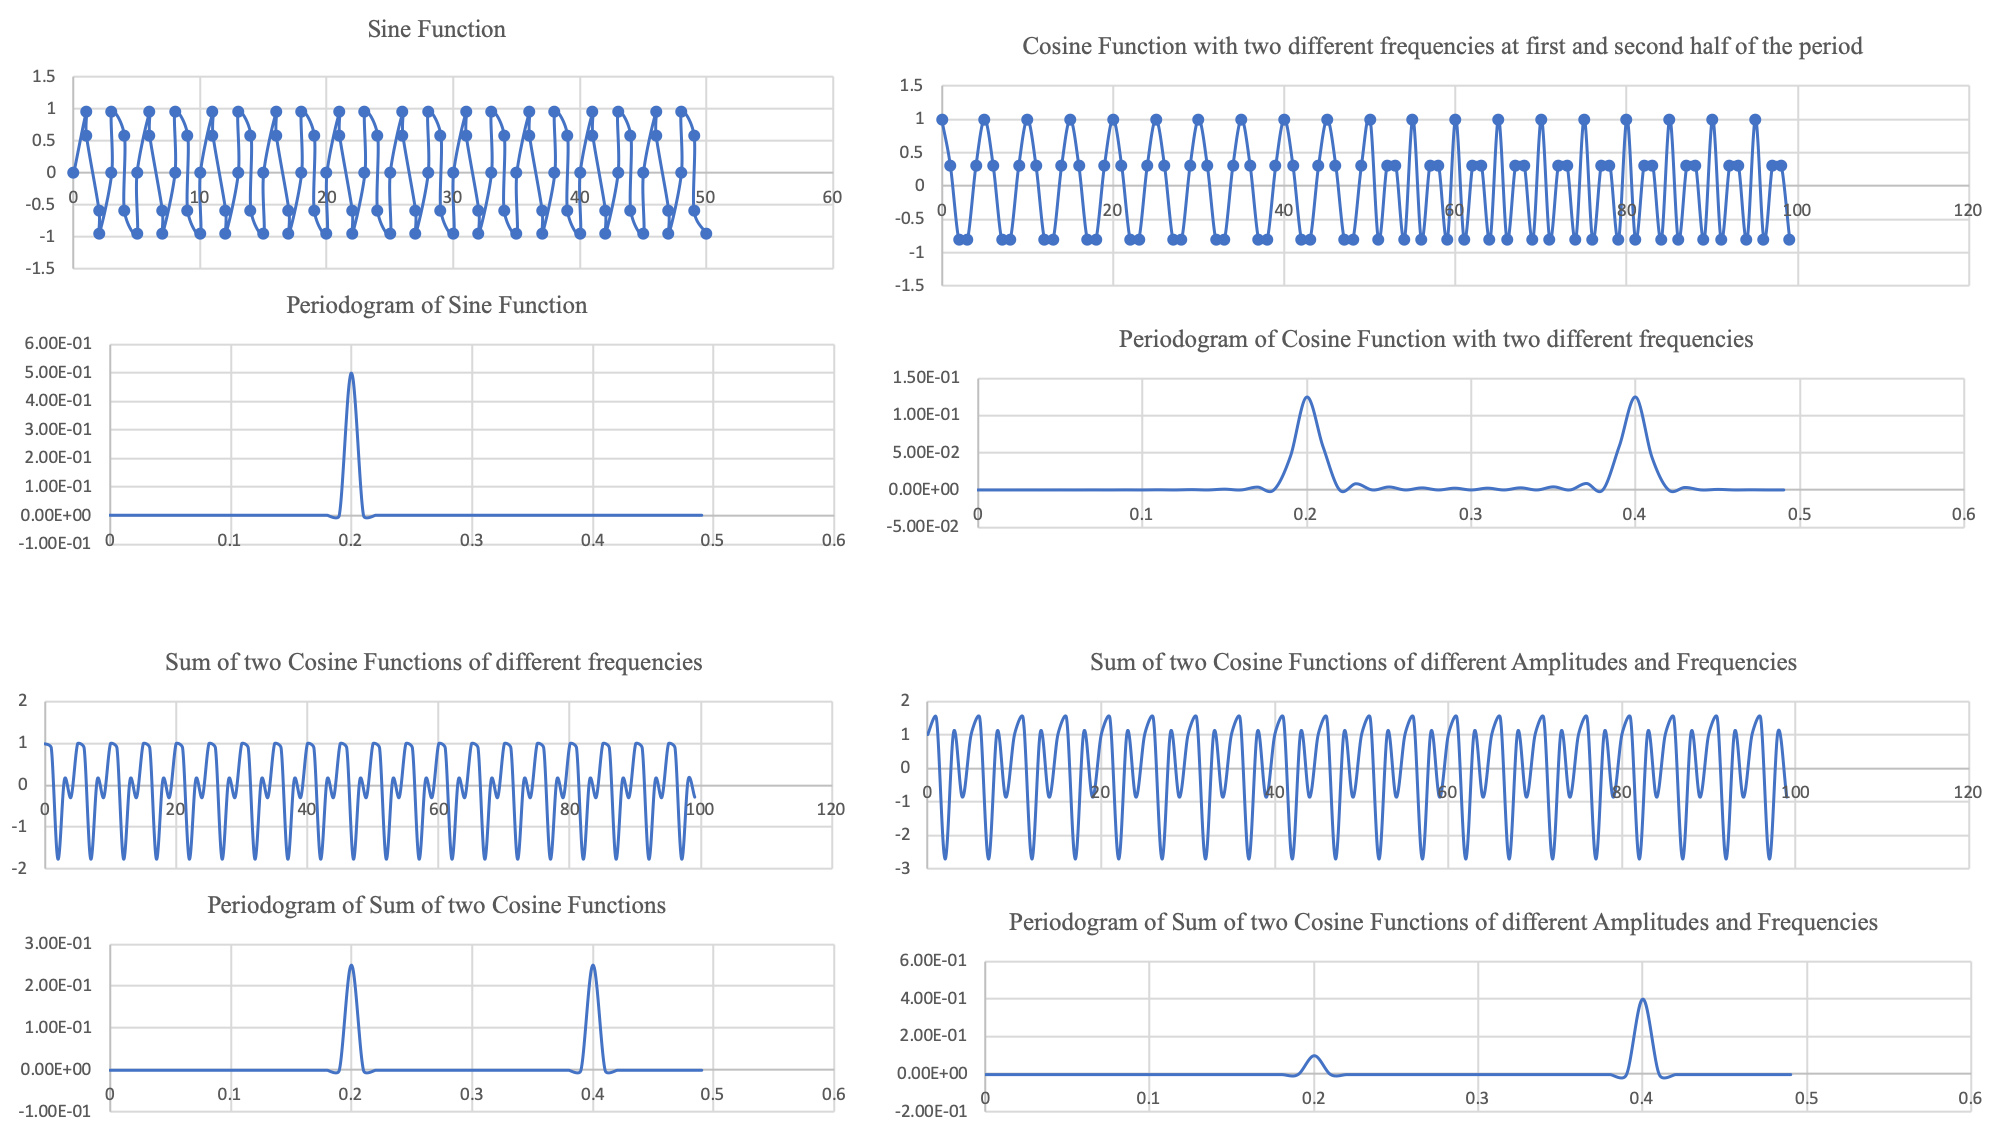 Sine Function
1.5
1
0.5
0
-0.5
-1
-1.5
0 10 20 30 40 50 60
Periodogram of Sine Function
6.00E-01
5.00E-01
4.00E-01
3.00E-01
2.00E-01
1.00E-01
0.00E+00
-1.00E-01
0 0.1 0.2 0.3 0.4 0.5 0.6
Cosine Function with two different frequencies at first and second half of the period
1.5
1
0.5
0
-0.5
-1
-1.5
0 20 40 60 80 100 120
Periodogram of Cosine Function with two different frequencies
1.50E-01
1.00E-01
5.00E-02
0.00E+00
-5.00E-02
0 0.1 0.2 0.3 0.4 0.5 0.6
Sum of two Cosine Functions of different frequencies
2
1
0
-1
-2
0 20 40 60 80 100 120
Periodogram of Sum of two Cosine Functions
3.00E-01
2.00E-01
1.00E-01
0.00E+00
-1.00E-01
0 0.1 0.2 0.3 0.4 0.5 0.6
Sum of two Cosine Functions of different Amplitudes and Frequencies
2
1
0
-1
-2
-3
0 20 40 60 80 100 120
Periodogram of Sum of two Cosine Functions of different Amplitudes and Frequencies
6.00E-01
4.00E-01
2.00E-01
0.00E+00
-2.00E-01
0 0.1 0.2 0.3 0.4 0.5 0.6